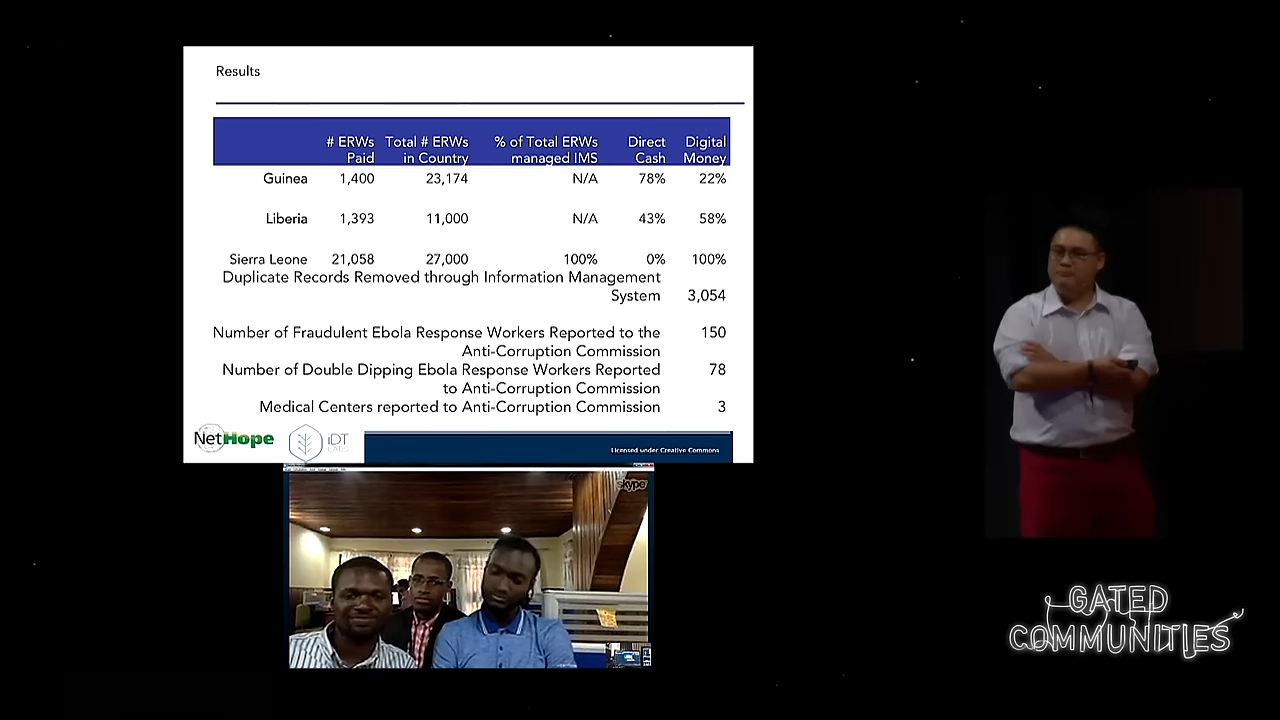 Results
# ERWs Total # ERWs % of Total ERWs Direct Digital
Paid in Country managed IMS Cash Money
Guinea 1,400 23,174 N/A 78% 22%
Liberia 1,393 11,000 N/A 43% 58%
Sierra Leone 21,058 27,000 100% 0% 100%
Duplicate Records Removed through Information Management
System 3,054
Number of Fraudulent Ebola Response Workers Reported to the 150
Anti-Corruption Commission
Number of Double Dipping Ebola Response Workers Reported 78
to Anti-Corruption Commission
Medical Centers reported to Anti-Corruption Commission 3
NetHope
iDT
LABS
Licensed under Creative Commons
skype
GATED
COMMUNITIES